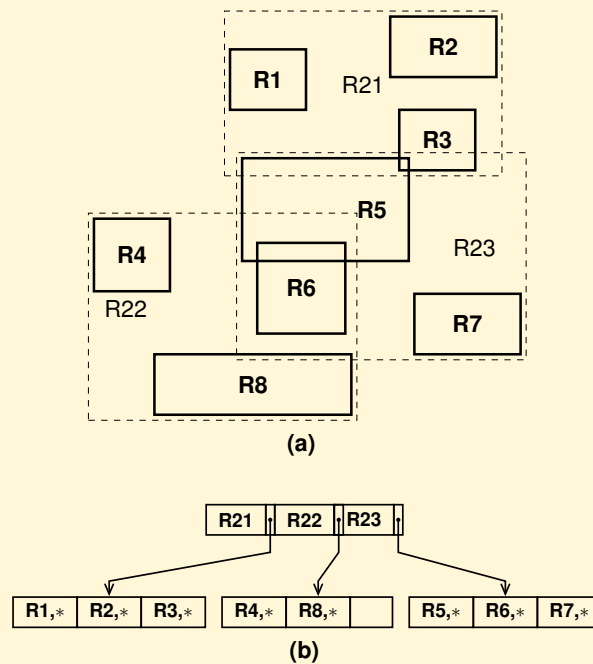 R2
R1
R21
R3
R5
R4
R23
R6
R22
R7
R8
(a)
R21 R22 R23
R1,∗ R2,∗ R3,∗ R4,∗ R8,∗ R5,∗ R6,∗ R7,∗
(b)